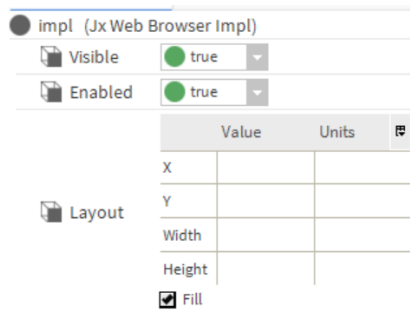 impl (Jx Web Browser Impl)
Visible true
Enabled true
Value Units
X
Y
Layout
Width
Height
Fill